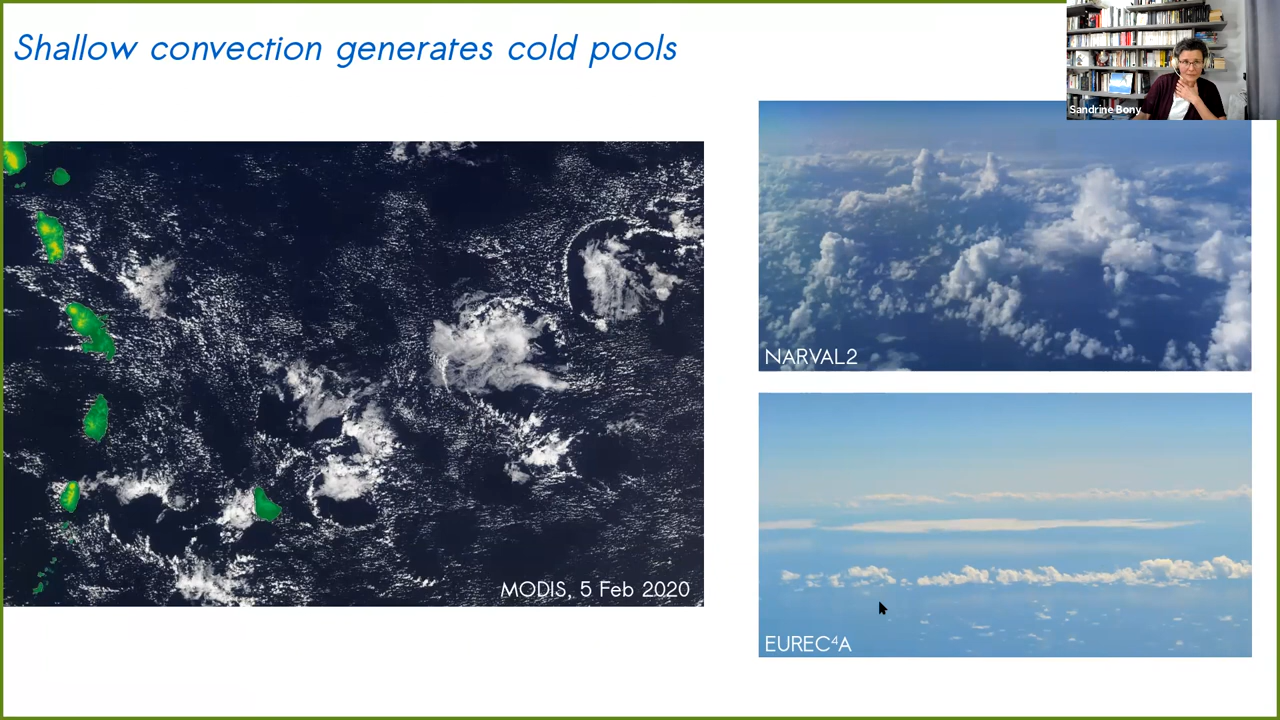 Shallow convection generates cold pools
Sandrine Bony
NARVAL2
MODIS, 5 Feb 2020
EUREC⁴A